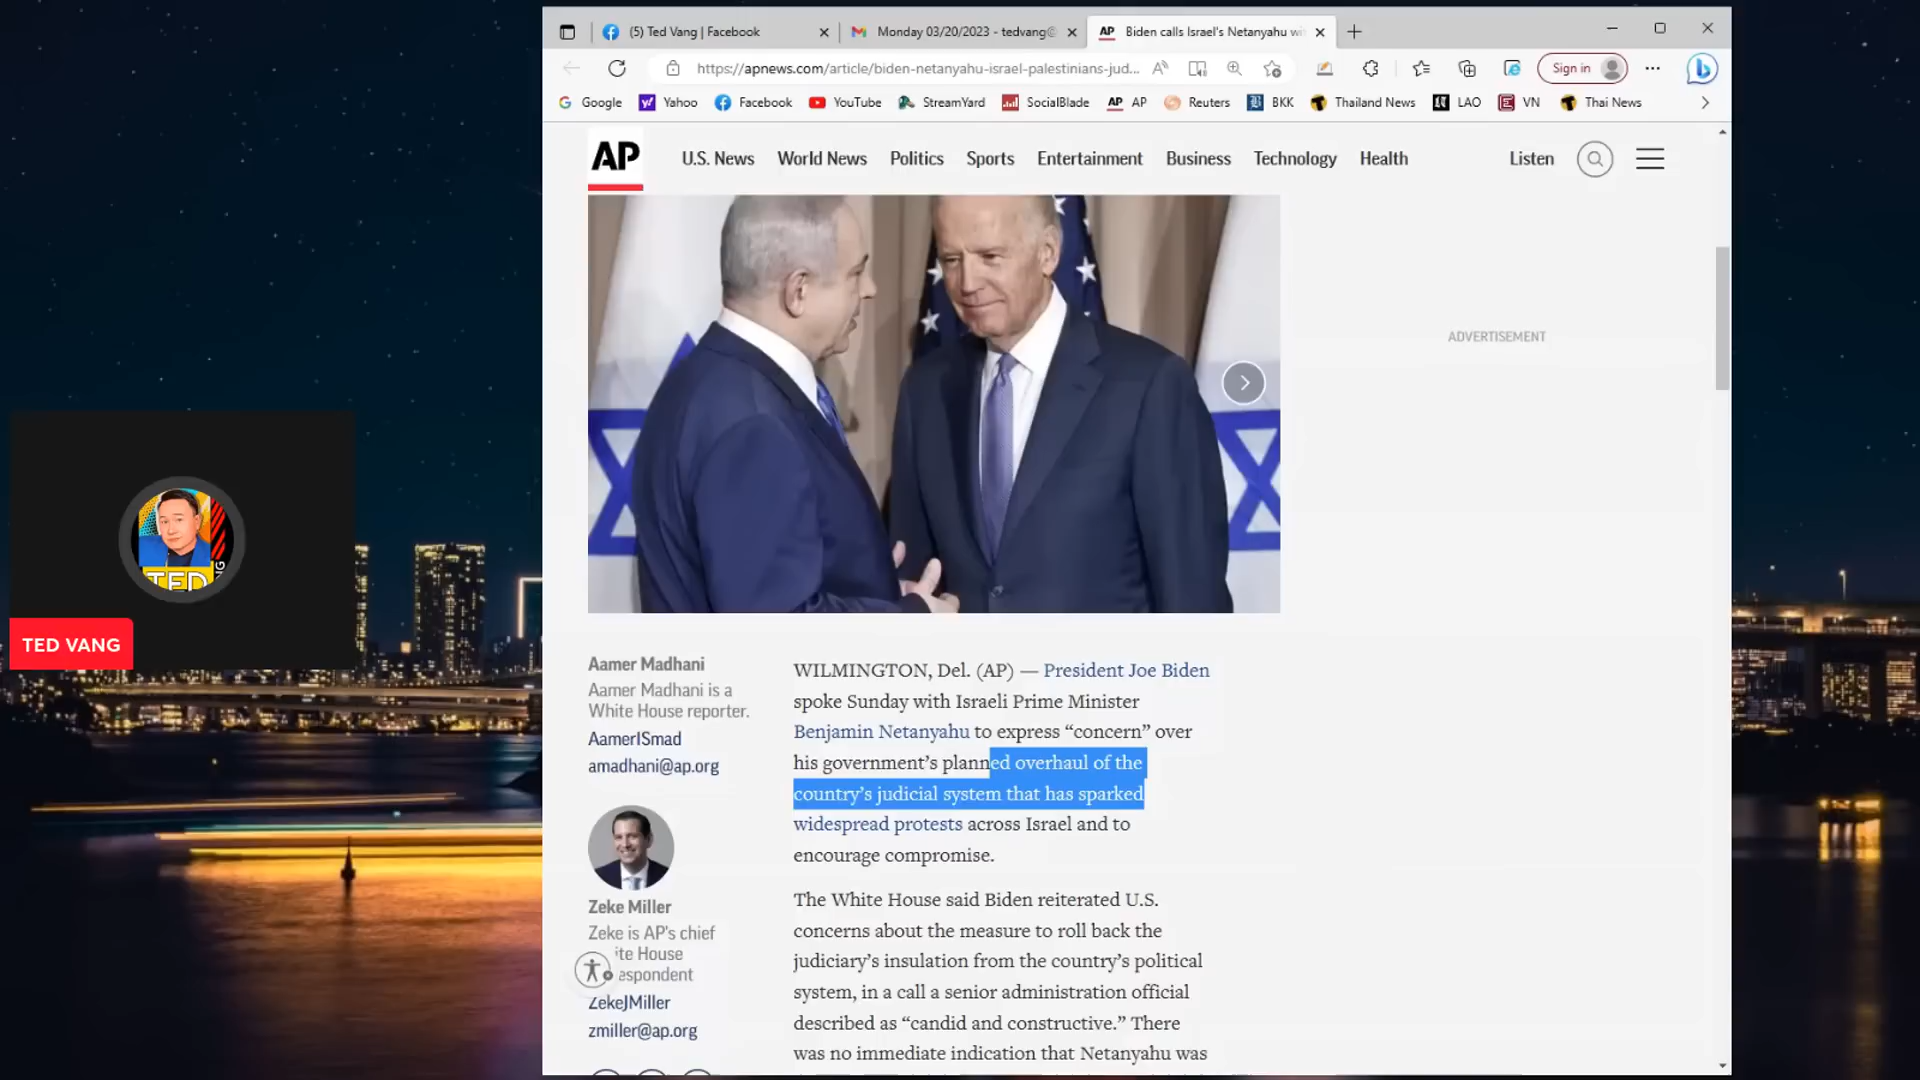 (5) Ted Vang | Facebook
Monday 03/20/2023 - tedvang@
AP Biden calls Israel's Netanyahu wi
https://apnews.com/article/biden-netanyahu-israel-palestinians-jud...
Sign in
Google Yahoo Facebook YouTube StreamYard SocialBlade AP AP Reuters BKK Thailand News LAO VN Thai News
AP
U.S. News World News Politics Sports Entertainment Business Technology Health Listen
ADVERTISEMENT
TED
TED VANG
Aamer Madhani
Aamer Madhani is a
White House reporter.
AamerISmad
amadhani@ap.org
Zeke Miller
Zeke is AP's chief
ite House
espondent
ZekeJMiller
zmiller@ap.org
WILMINGTON, Del. (AP) — President Joe Biden
spoke Sunday with Israeli Prime Minister
Benjamin Netanyahu to express “concern” over
his government’s planned overhaul of the
country’s judicial system that has sparked
widespread protests across Israel and to
encourage compromise.
The White House said Biden reiterated U.S.
concerns about the measure to roll back the
judiciary’s insulation from the country’s political
system, in a call a senior administration official
described as “candid and constructive.” There
was no immediate indication that Netanyahu was